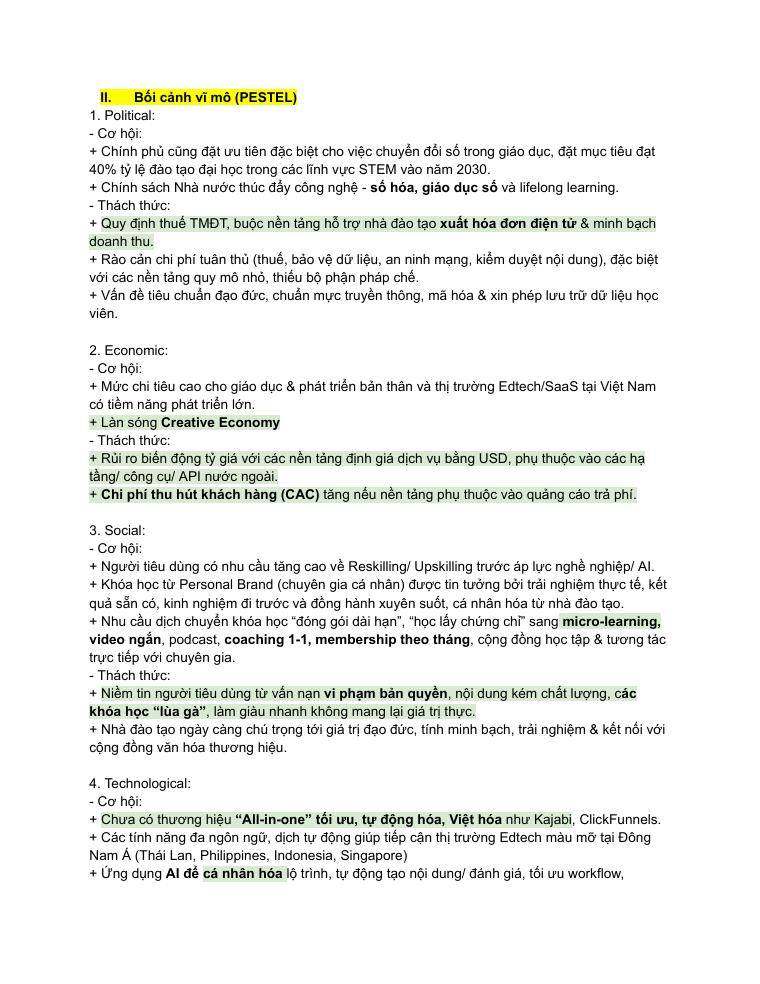 II. Bối cảnh vĩ mô (PESTEL)
1. Political:
- Cơ hội:
+ Chính phủ cũng đặt ưu tiên đặc biệt cho việc chuyển đổi số trong giáo dục, đặt mục tiêu đạt
40% tỷ lệ đào tạo đại học trong các lĩnh vực STEM vào năm 2030.
+ Chính sách Nhà nước thúc đẩy công nghệ - số hóa, giáo dục số và lifelong learning.
- Thách thức:
+ Quy định thuế TMĐT, buộc nền tảng hỗ trợ nhà đào tạo xuất hóa đơn điện tử & minh bạch
doanh thu.
+ Rào cản chi phí tuân thủ (thuế, bảo vệ dữ liệu, an ninh mạng, kiểm duyệt nội dung), đặc biệt
với các nền tảng quy mô nhỏ, thiếu bộ phận pháp chế.
+ Vấn đề tiêu chuẩn đạo đức, chuẩn mực truyền thông, mã hóa & xin phép lưu trữ dữ liệu học
viên.
2. Economic:
- Cơ hội:
+ Mức chi tiêu cao cho giáo dục & phát triển bản thân và thị trường Edtech/SaaS tại Việt Nam
có tiềm năng phát triển lớn.
+ Làn sóng Creative Economy
- Thách thức:
+ Rủi ro biến động tỷ giá với các nền tảng định giá dịch vụ bằng USD, phụ thuộc vào các hạ
tầng/ công cụ/ API nước ngoài.
+ Chi phí thu hút khách hàng (CAC) tăng nếu nền tảng phụ thuộc vào quảng cáo trả phí.
3. Social:
- Cơ hội:
+ Người tiêu dùng có nhu cầu tăng cao về Reskilling/ Upskilling trước áp lực nghề nghiệp/ AI.
+ Khóa học từ Personal Brand (chuyên gia cá nhân) được tin tưởng bởi trải nghiệm thực tế, kết
quả sẵn có, kinh nghiệm đi trước và đồng hành xuyên suốt, cá nhân hóa từ nhà đào tạo.
+ Nhu cầu dịch chuyển khóa học “đóng gói dài hạn”, “học lấy chứng chỉ” sang micro-learning,
video ngắn, podcast, coaching 1-1, membership theo tháng, cộng đồng học tập & tương tác
trực tiếp với chuyên gia.
- Thách thức:
+ Niềm tin người tiêu dùng từ vấn nạn vi phạm bản quyền, nội dung kém chất lượng, các
khóa học “lùa gà”, làm giàu nhanh không mang lại giá trị thực.
+ Nhà đào tạo ngày càng chú trọng tới giá trị đạo đức, tính minh bạch, trải nghiệm & kết nối với
cộng đồng văn hóa thương hiệu.
4. Technological:
- Cơ hội:
+ Chưa có thương hiệu “All-in-one” tối ưu, tự động hóa, Việt hóa như Kajabi, ClickFunnels.
+ Các tính năng đa ngôn ngữ, dịch tự động giúp tiếp cận thị trường Edtech màu mỡ tại Đông
Nam Á (Thái Lan, Philippines, Indonesia, Singapore)
+ Ứng dụng AI để cá nhân hóa lộ trình, tự động tạo nội dung/ đánh giá, tối ưu workflow,